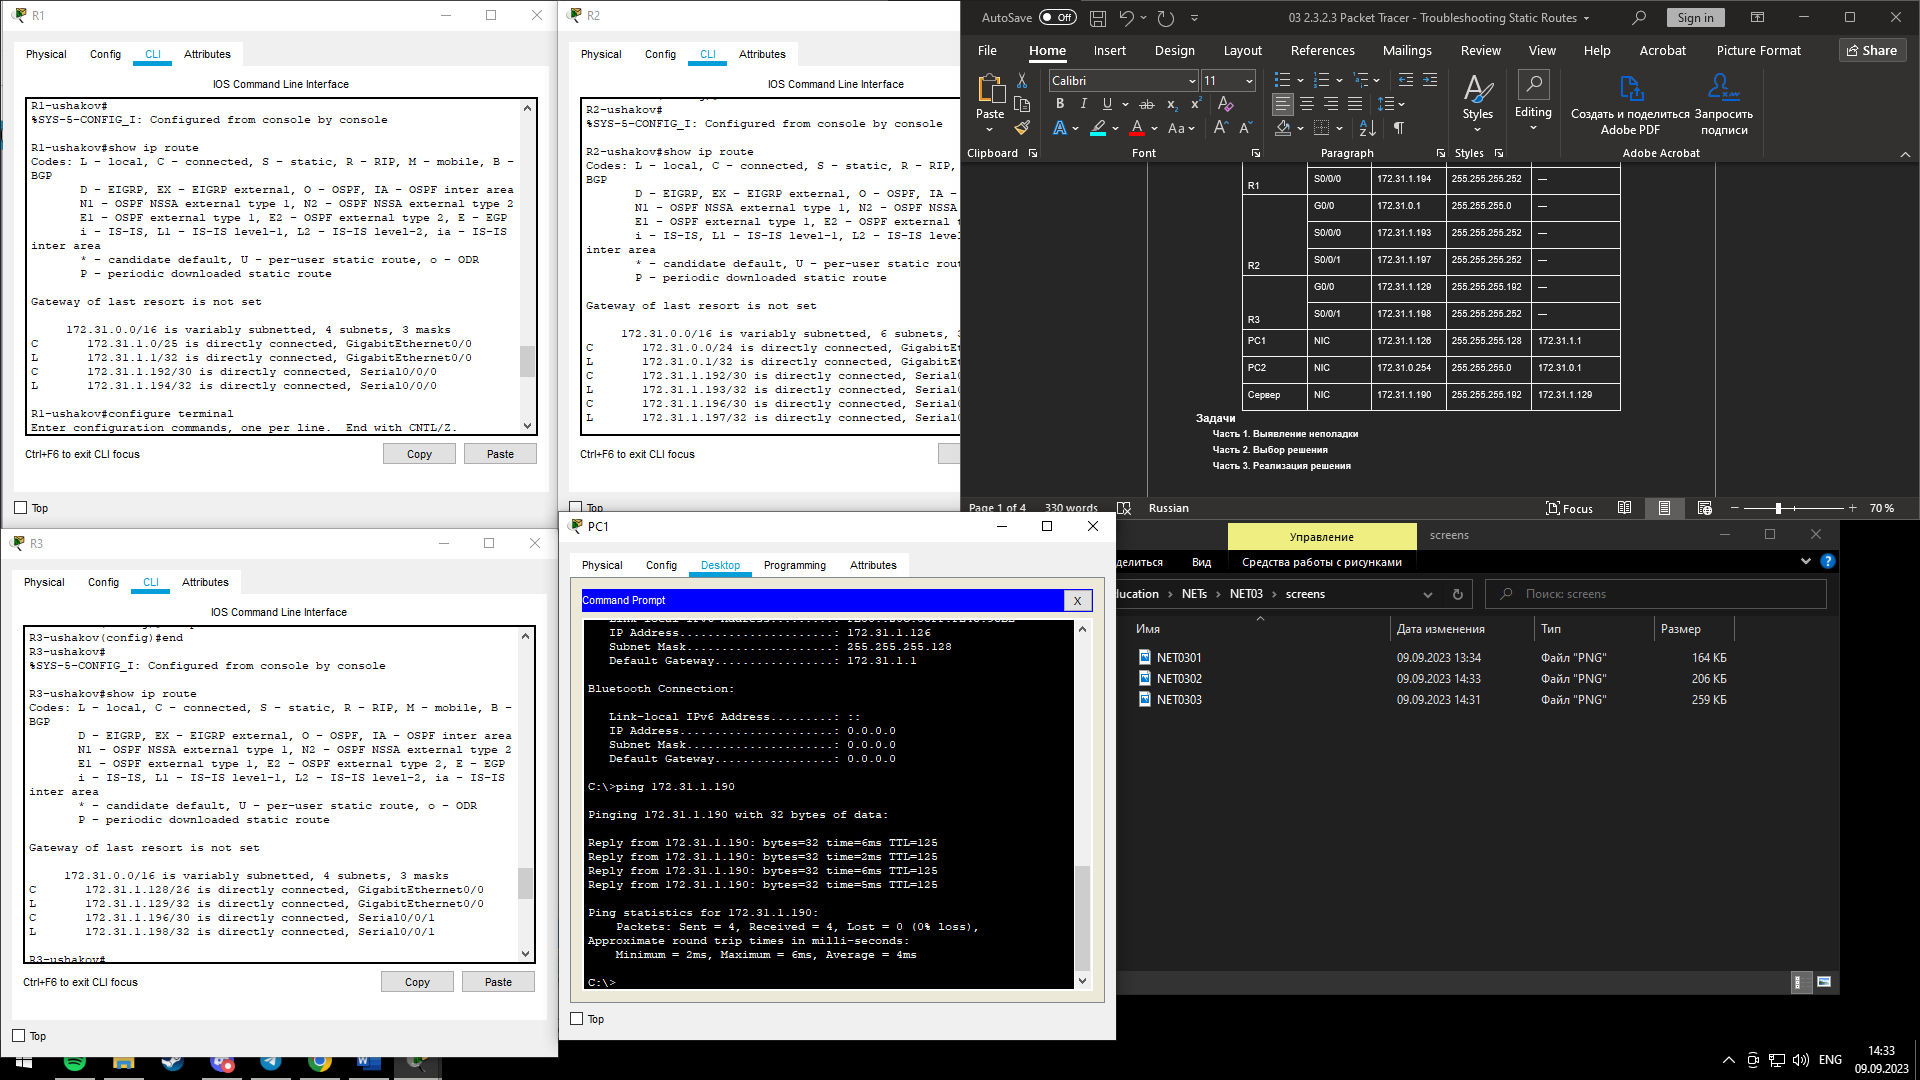 R1
Physical Config CLI Attributes
IOS Command Line Interface
R1-ushakov#
%SYS-5-CONFIG_I: Configured from console by console
R1-ushakov#show ip route
Codes: L - local, C - connected, S - static, R - RIP, M - mobile, B -
BGP
D - EIGRP, EX - EIGRP external, O - OSPF, IA - OSPF inter area
N1 - OSPF NSSA external type 1, N2 - OSPF NSSA external type 2
E1 - OSPF external type 1, E2 - OSPF external type 2, E - EGP
i - IS-IS, L1 - IS-IS level-1, L2 - IS-IS level-2, ia - IS-IS
inter area
* - candidate default, U - per-user static route, o - ODR
P - periodic downloaded static route
Gateway of last resort is not set
172.31.0.0/16 is variably subnetted, 4 subnets, 3 masks
C 172.31.1.0/25 is directly connected, GigabitEthernet0/0
L 172.31.1.1/32 is directly connected, GigabitEthernet0/0
C 172.31.1.192/30 is directly connected, Serial0/0/0
L 172.31.1.194/32 is directly connected, Serial0/0/0
R1-ushakov#configure terminal
Enter configuration commands, one per line. End with CNTL/Z.
Ctrl+F6 to exit CLI focus
Copy Paste
Top
R2
Physical Config CLI Attributes
IOS Command Line Interface
R2-ushakov#
%SYS-5-CONFIG_I: Configured from console by console
R2-ushakov#show ip route
Codes: L - local, C - connected, S - static, R - RIP,
BGP
D - EIGRP, EX - EIGRP external, O - OSPF, IA -
N1 - OSPF NSSA external type 1, N2 - OSPF NSSA
E1 - OSPF external type 1, E2 - OSPF external t
i - IS-IS, L1 - IS-IS level-1, L2 - IS-IS leve
inter area
* - candidate default, U - per-user static rout
P - periodic downloaded static route
Gateway of last resort is not set
172.31.0.0/16 is variably subnetted, 6 subnets,
C 172.31.0.0/24 is directly connected, GigabitEt
L 172.31.0.1/32 is directly connected, GigabitEt
C 172.31.1.192/30 is directly connected, Serial0
L 172.31.1.193/32 is directly connected, Serial0
C 172.31.1.196/30 is directly connected, Serial0
L 172.31.1.197/32 is directly connected, Serial0
Ctrl+F6 to exit CLI focus
Top
AutoSave Off
03 2.3.2.3 Packet Tracer - Troubleshooting Static Routes
Sign in
File Home Insert Design Layout References Mailings Review View Help Acrobat Picture Format Share
Paste
Calibri 11
Styles
Editing
Создать и поделиться Adobe PDF
Запросить подписи
Clipboard Font Paragraph Styles Adobe Acrobat
R1 S0/0/0 172.31.1.194 255.255.255.252 —
G0/0 172.31.0.1 255.255.255.0 —
S0/0/0 172.31.1.193 255.255.255.252 —
R2 S0/0/1 172.31.1.197 255.255.255.252 —
G0/0 172.31.1.129 255.255.255.192 —
R3 S0/0/1 172.31.1.198 255.255.255.252 —
PC1 NIC 172.31.1.126 255.255.255.128 172.31.1.1
PC2 NIC 172.31.0.254 255.255.255.0 172.31.0.1
Сервер NIC 172.31.1.190 255.255.255.192 172.31.1.129
Задачи
Часть 1. Выявление неполадки
Часть 2. Выбор решения
Часть 3. Реализация решения
Page 1 of 4 330 words Russian
Focus
70 %
R3
Physical Config CLI Attributes
IOS Command Line Interface
R3-ushakov(config)#end
R3-ushakov#
%SYS-5-CONFIG_I: Configured from console by console
R3-ushakov#show ip route
Codes: L - local, C - connected, S - static, R - RIP, M - mobile, B -
BGP
D - EIGRP, EX - EIGRP external, O - OSPF, IA - OSPF inter area
N1 - OSPF NSSA external type 1, N2 - OSPF NSSA external type 2
E1 - OSPF external type 1, E2 - OSPF external type 2, E - EGP
i - IS-IS, L1 - IS-IS level-1, L2 - IS-IS level-2, ia - IS-IS
inter area
* - candidate default, U - per-user static route, o - ODR
P - periodic downloaded static route
Gateway of last resort is not set
172.31.0.0/16 is variably subnetted, 4 subnets, 3 masks
C 172.31.1.128/26 is directly connected, GigabitEthernet0/0
L 172.31.1.129/32 is directly connected, GigabitEthernet0/0
C 172.31.1.196/30 is directly connected, Serial0/0/1
L 172.31.1.198/32 is directly connected, Serial0/0/1
R3-ushakov#
Ctrl+F6 to exit CLI focus
Copy Paste
Top
PC1
Physical Config Desktop Programming Attributes
Command Prompt X
IP Address......................: 172.31.1.126
Subnet Mask.....................: 255.255.255.128
Default Gateway.................: 172.31.1.1
Bluetooth Connection:
Link-local IPv6 Address.........: ::
IP Address......................: 0.0.0.0
Subnet Mask.....................: 0.0.0.0
Default Gateway.................: 0.0.0.0
C:\>ping 172.31.1.190
Pinging 172.31.1.190 with 32 bytes of data:
Reply from 172.31.1.190: bytes=32 time=6ms TTL=125
Reply from 172.31.1.190: bytes=32 time=2ms TTL=125
Reply from 172.31.1.190: bytes=32 time=6ms TTL=125
Reply from 172.31.1.190: bytes=32 time=5ms TTL=125
Ping statistics for 172.31.1.190:
Packets: Sent = 4, Received = 4, Lost = 0 (0% loss),
Approximate round trip times in milli-seconds:
Minimum = 2ms, Maximum = 6ms, Average = 4ms
C:\>
Top
Управление
screens
делиться Вид Средства работы с рисунками
lucation › NETs › NET03 › screens
Поиск: screens
Имя Дата изменения Тип Размер
NET0301 09.09.2023 13:34 Файл "PNG" 164 КБ
NET0302 09.09.2023 14:33 Файл "PNG" 206 КБ
NET0303 09.09.2023 14:31 Файл "PNG" 259 КБ
ENG
14:33
09.09.2023